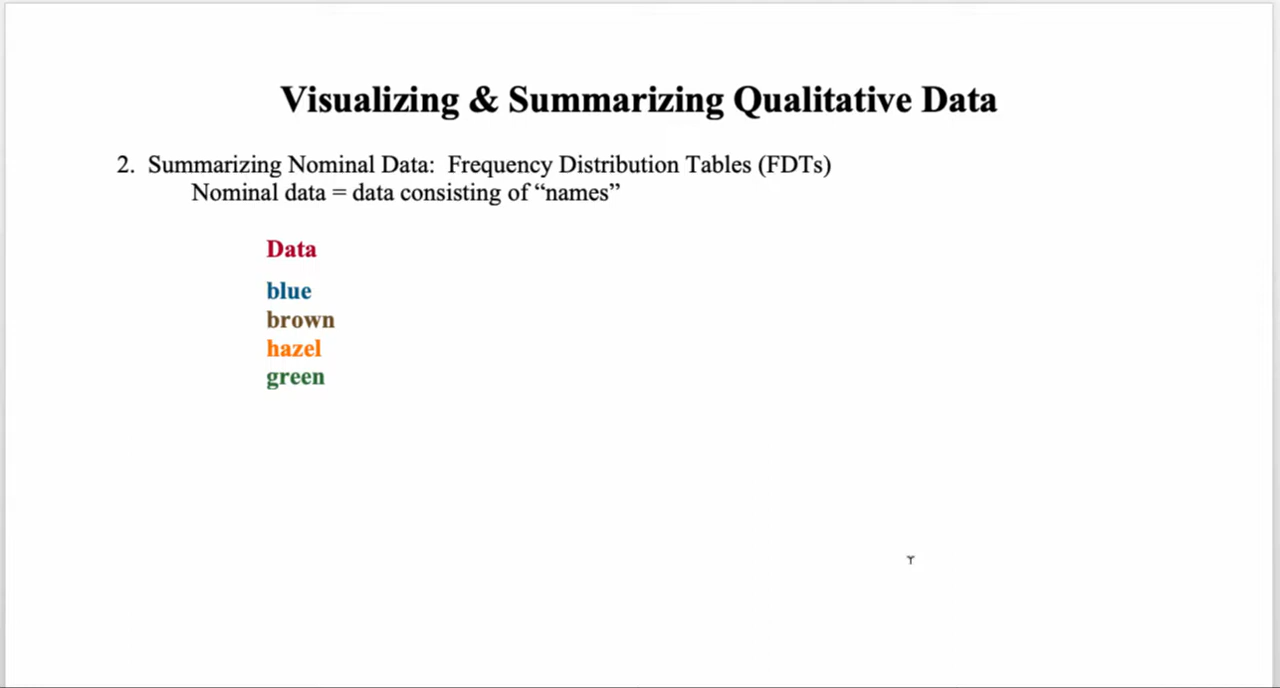 Visualizing & Summarizing Qualitative Data
2. Summarizing Nominal Data: Frequency Distribution Tables (FDTs)
Nominal data = data consisting of “names”
Data
blue
brown
hazel
green